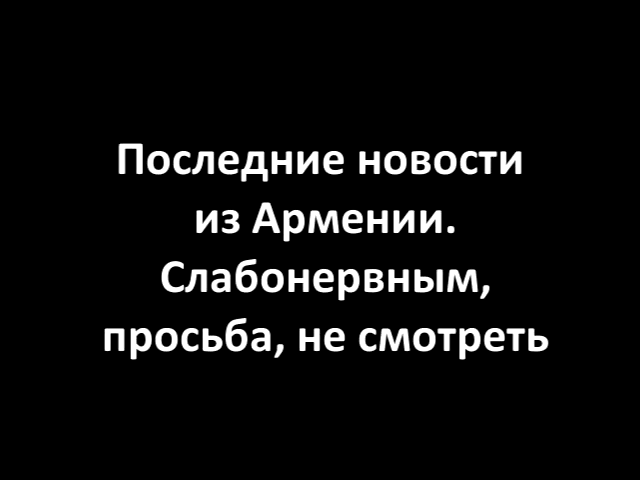 Последние новости
из Армении.
Слабонервным,
просьба, не смотреть